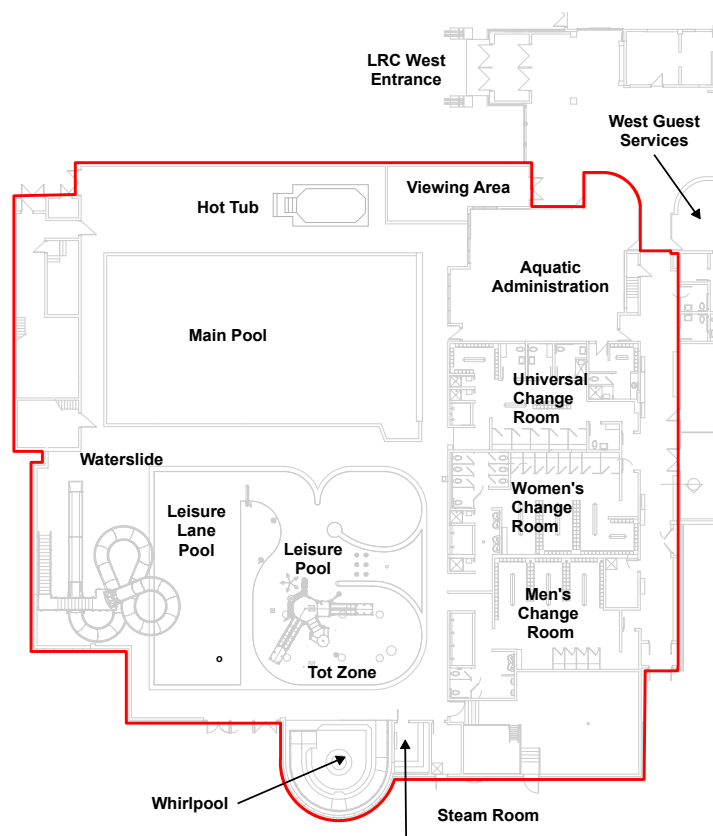 LRC West
Entrance
West Guest
Services
Viewing Area
Hot Tub
Aquatic
Administration
Main Pool
Universal
Change
Room
Waterslide
Leisure
Lane
Pool
Women's
Change
Room
Leisure
Pool
Men's
Change
Room
Tot Zone
Whirlpool
Steam Room